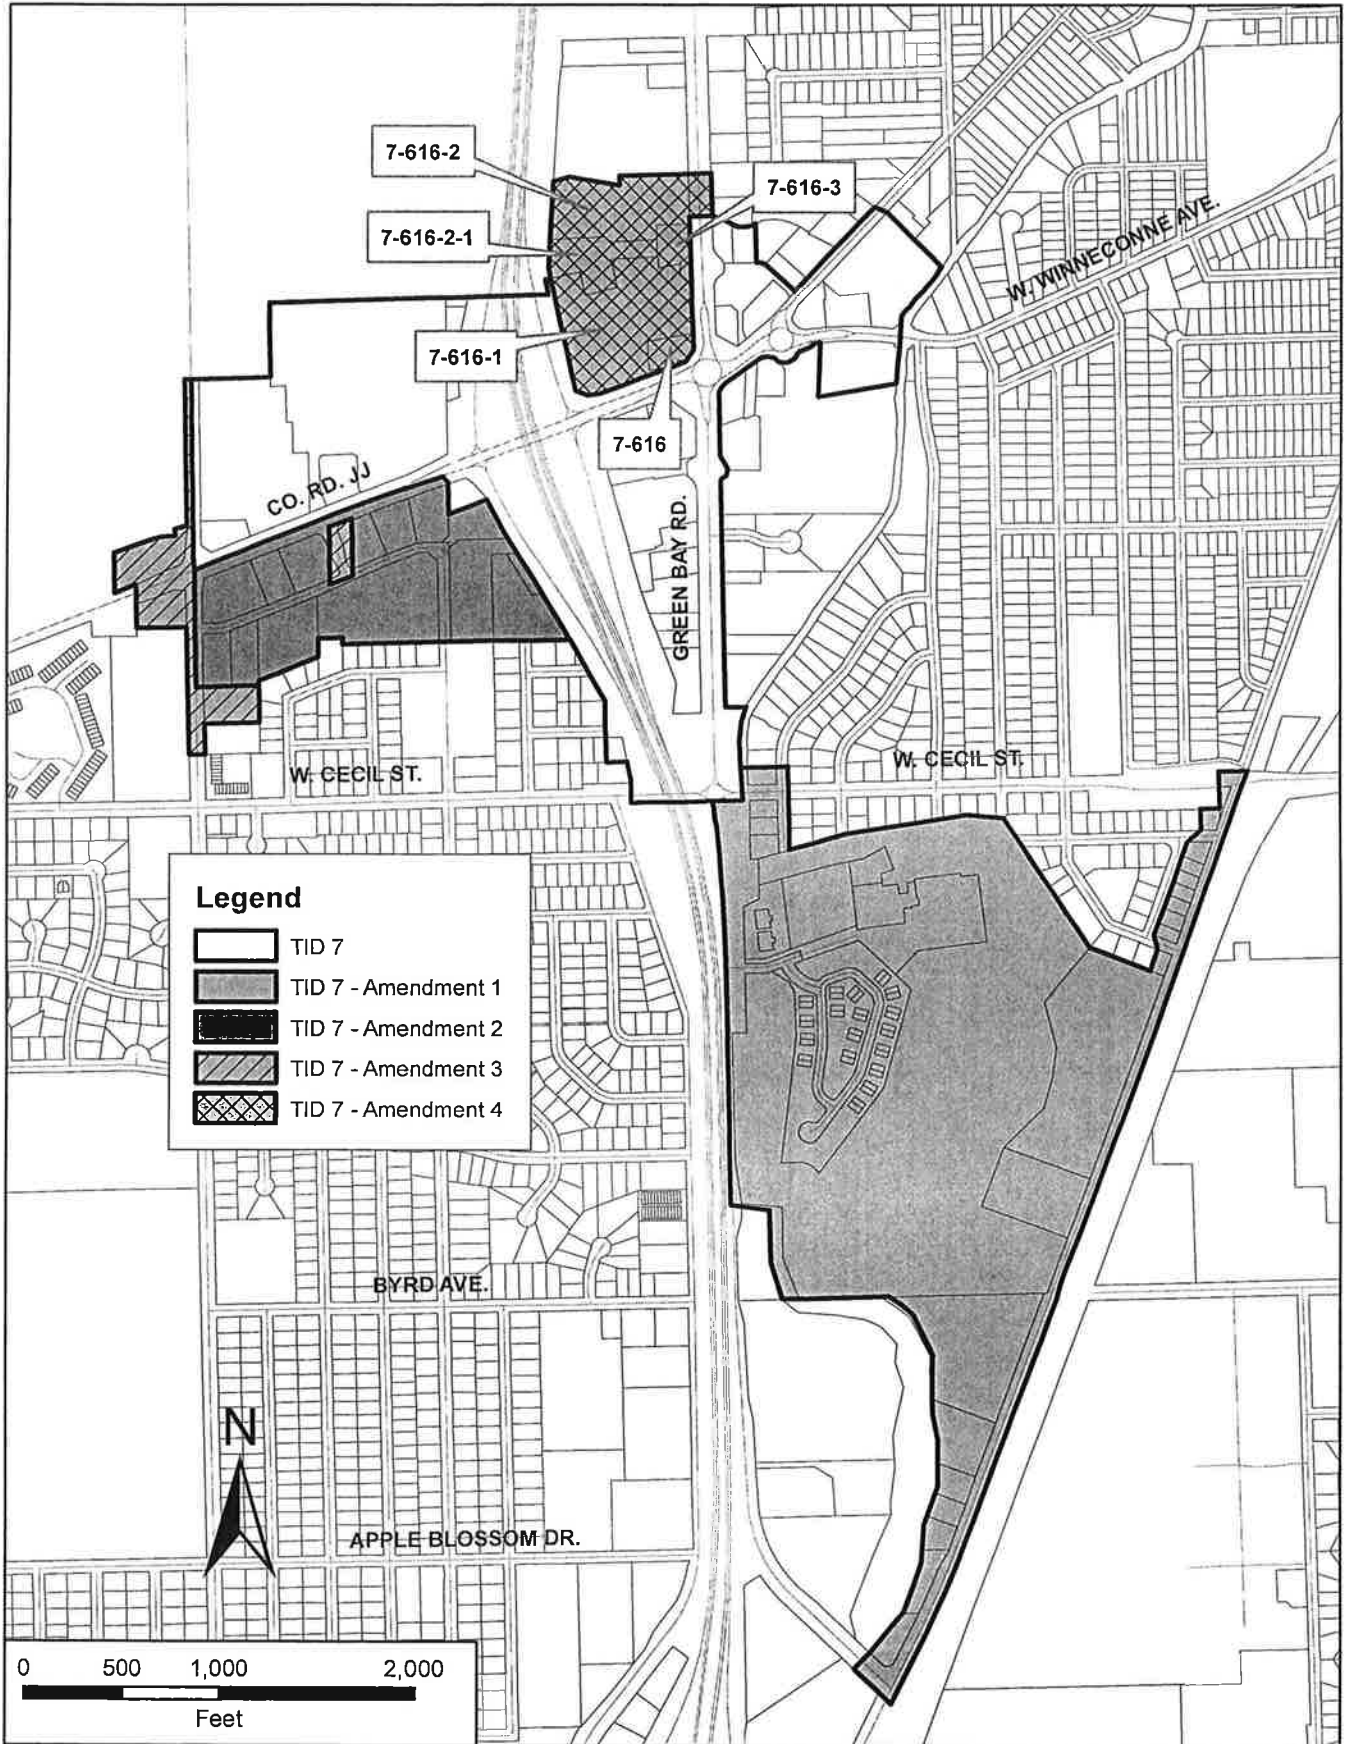 7-616-2
7-616-3
7-616-2-1
W. WINNECONNE AVE.
7-616-1
7-616
CO. RD. JJ
GREEN BAY RD.
W. CECIL ST.
W. CECIL ST.
Legend
TID 7
TID 7 - Amendment 1
TID 7 - Amendment 2
TID 7 - Amendment 3
TID 7 - Amendment 4
BYRD AVE.
N
APPLE BLOSSOM DR.
0 500 1,000 2,000
Feet